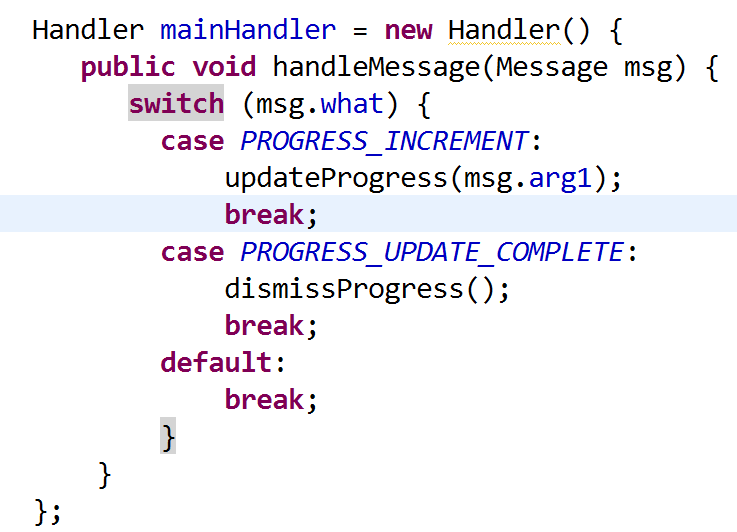 Handler mainHandler = new Handler() {
   public void handleMessage(Message msg) {
      switch (msg.what) {
        case PROGRESS_INCREMENT:
            updateProgress(msg.arg1);
            break;
        case PROGRESS_UPDATE_COMPLETE:
            dismissProgress();
            break;
        default:
            break;
        }
    }
};